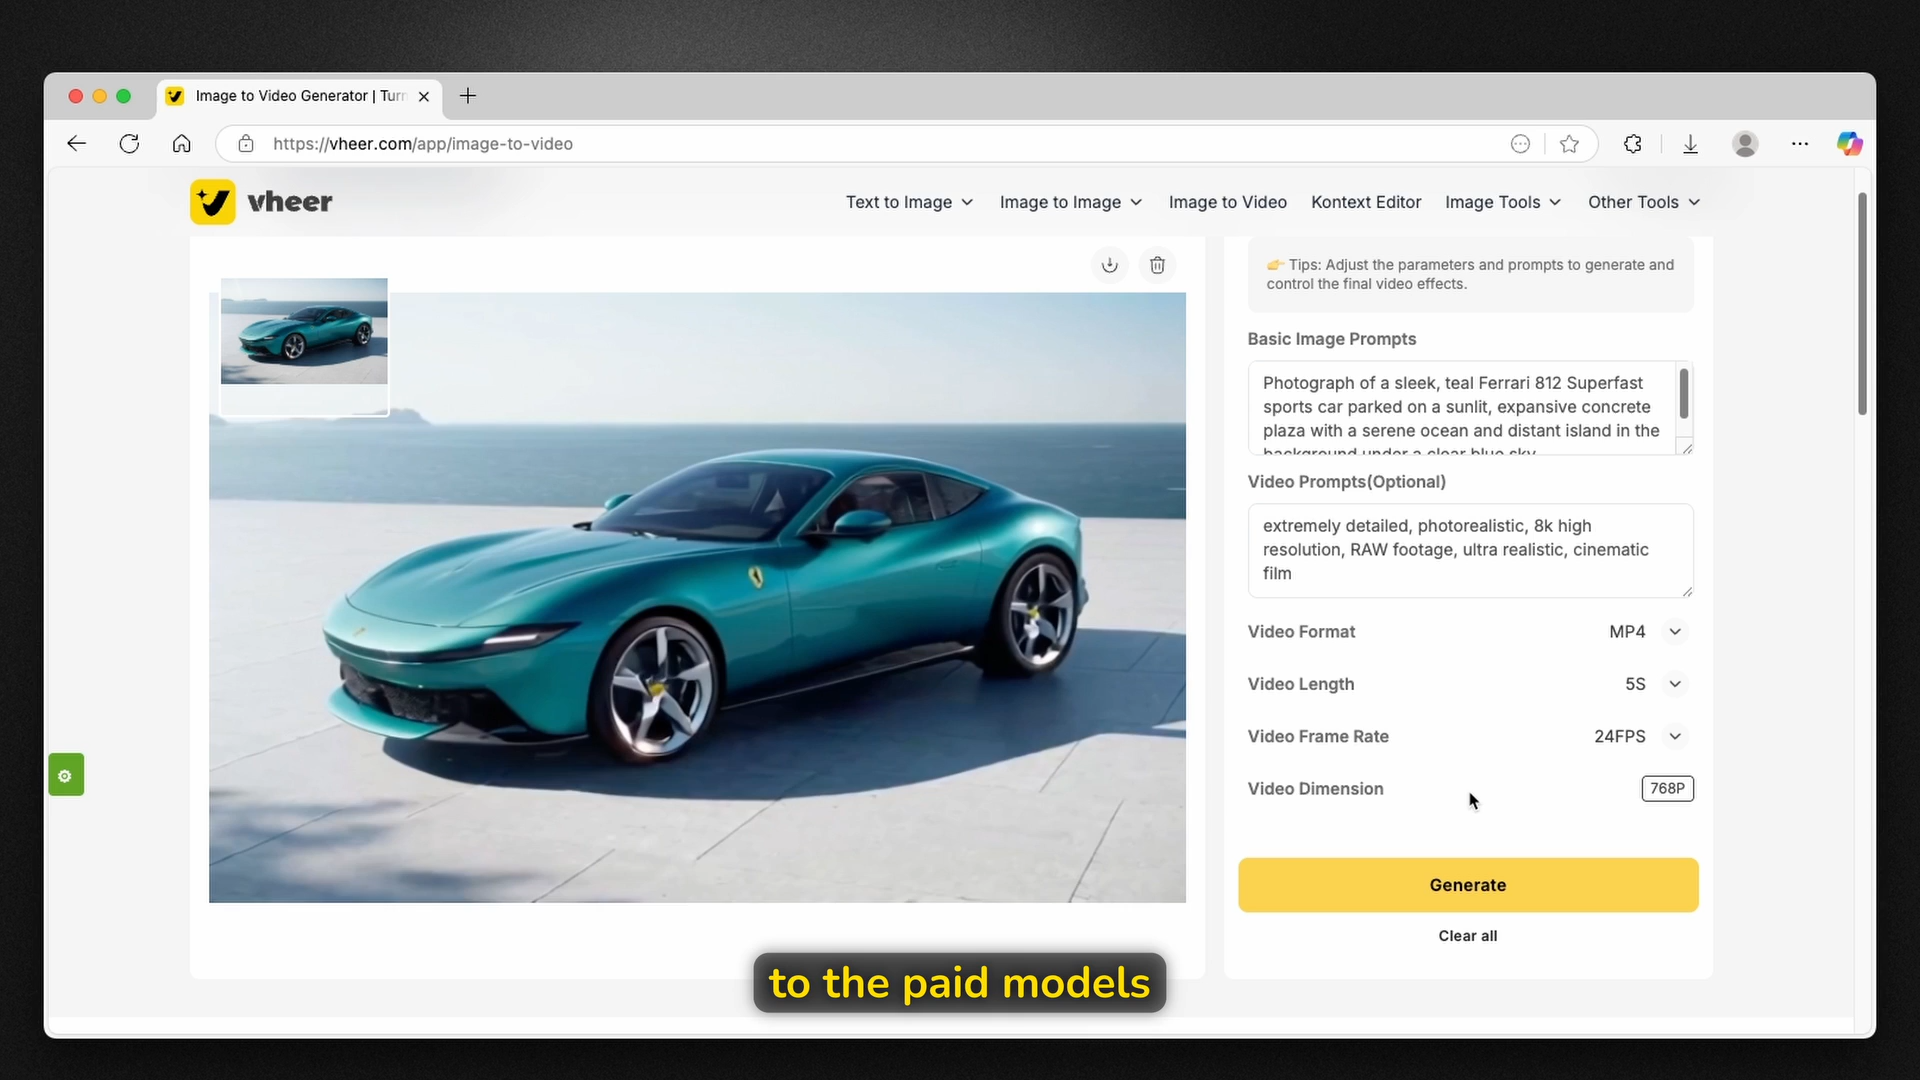 Image to Video Generator | Turn
https://vheer.com/app/image-to-video
vheer
Text to Image
Image to Image
Image to Video
Kontext Editor
Image Tools
Other Tools
👉 Tips: Adjust the parameters and prompts to generate and
control the final video effects.
Basic Image Prompts
Photograph of a sleek, teal Ferrari 812 Superfast
sports car parked on a sunlit, expansive concrete
plaza with a serene ocean and distant island in the
background under a clear blue sky
Video Prompts(Optional)
extremely detailed, photorealistic, 8k high
resolution, RAW footage, ultra realistic, cinematic
film
Video Format MP4
Video Length 5S
Video Frame Rate 24FPS
Video Dimension 768P
Generate
Clear all
to the paid models